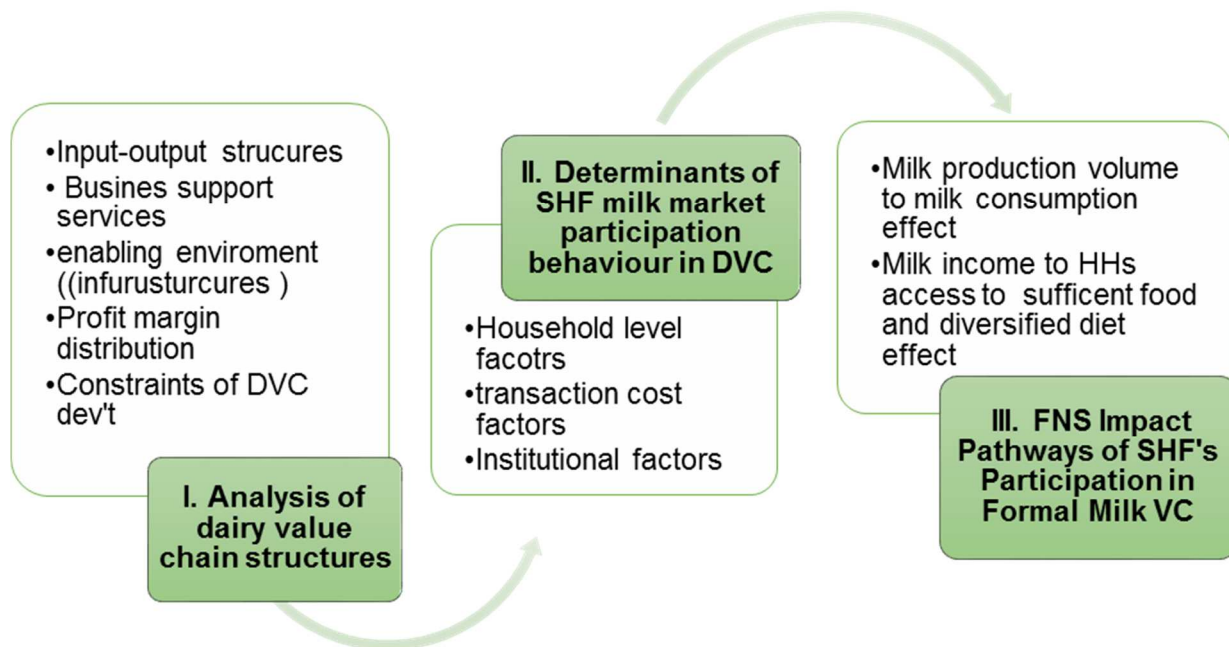 •Input-output strucures
• Busines support
services
•enabling enviroment
((infurusturcures )
•Profit margin
distribution
•Constraints of DVC
dev't
I. Analysis of
dairy value
chain structures
II. Determinants of
SHF milk market
participation
behaviour in DVC
•Household level
facotrs
•transaction cost
factors
•Institutional factors
•Milk production volume
to milk consumption
effect
•Milk income to HHs
access to sufficent food
and diversified diet
effect
III. FNS Impact
Pathways of SHF's
Participation in
Formal Milk VC